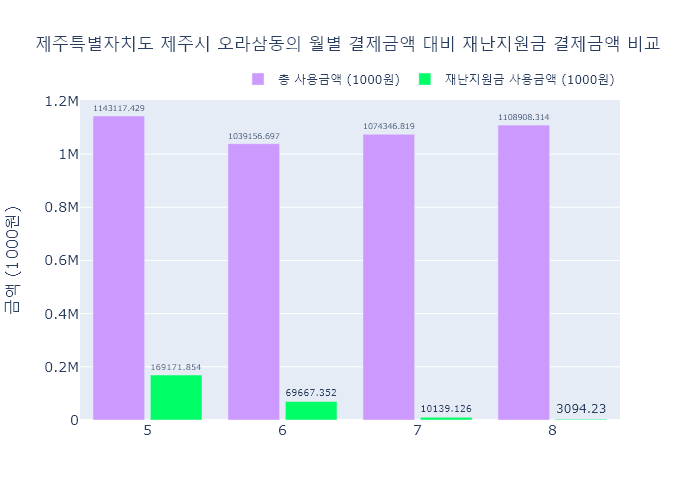 제주특별자치도 제주시 오라삼동의 월별 결제금액 대비 재난지원금 결제금액 비교
총 사용금액 (1000원) 재난지원금 사용금액 (1000원)
금액 (1000원)
1.2M
1M
0.8M
0.6M
0.4M
0.2M
0
1143117.429
169171.854
1039156.697
69667.352
1074346.819
10139.126
1108908.314
3094.23
5 6 7 8